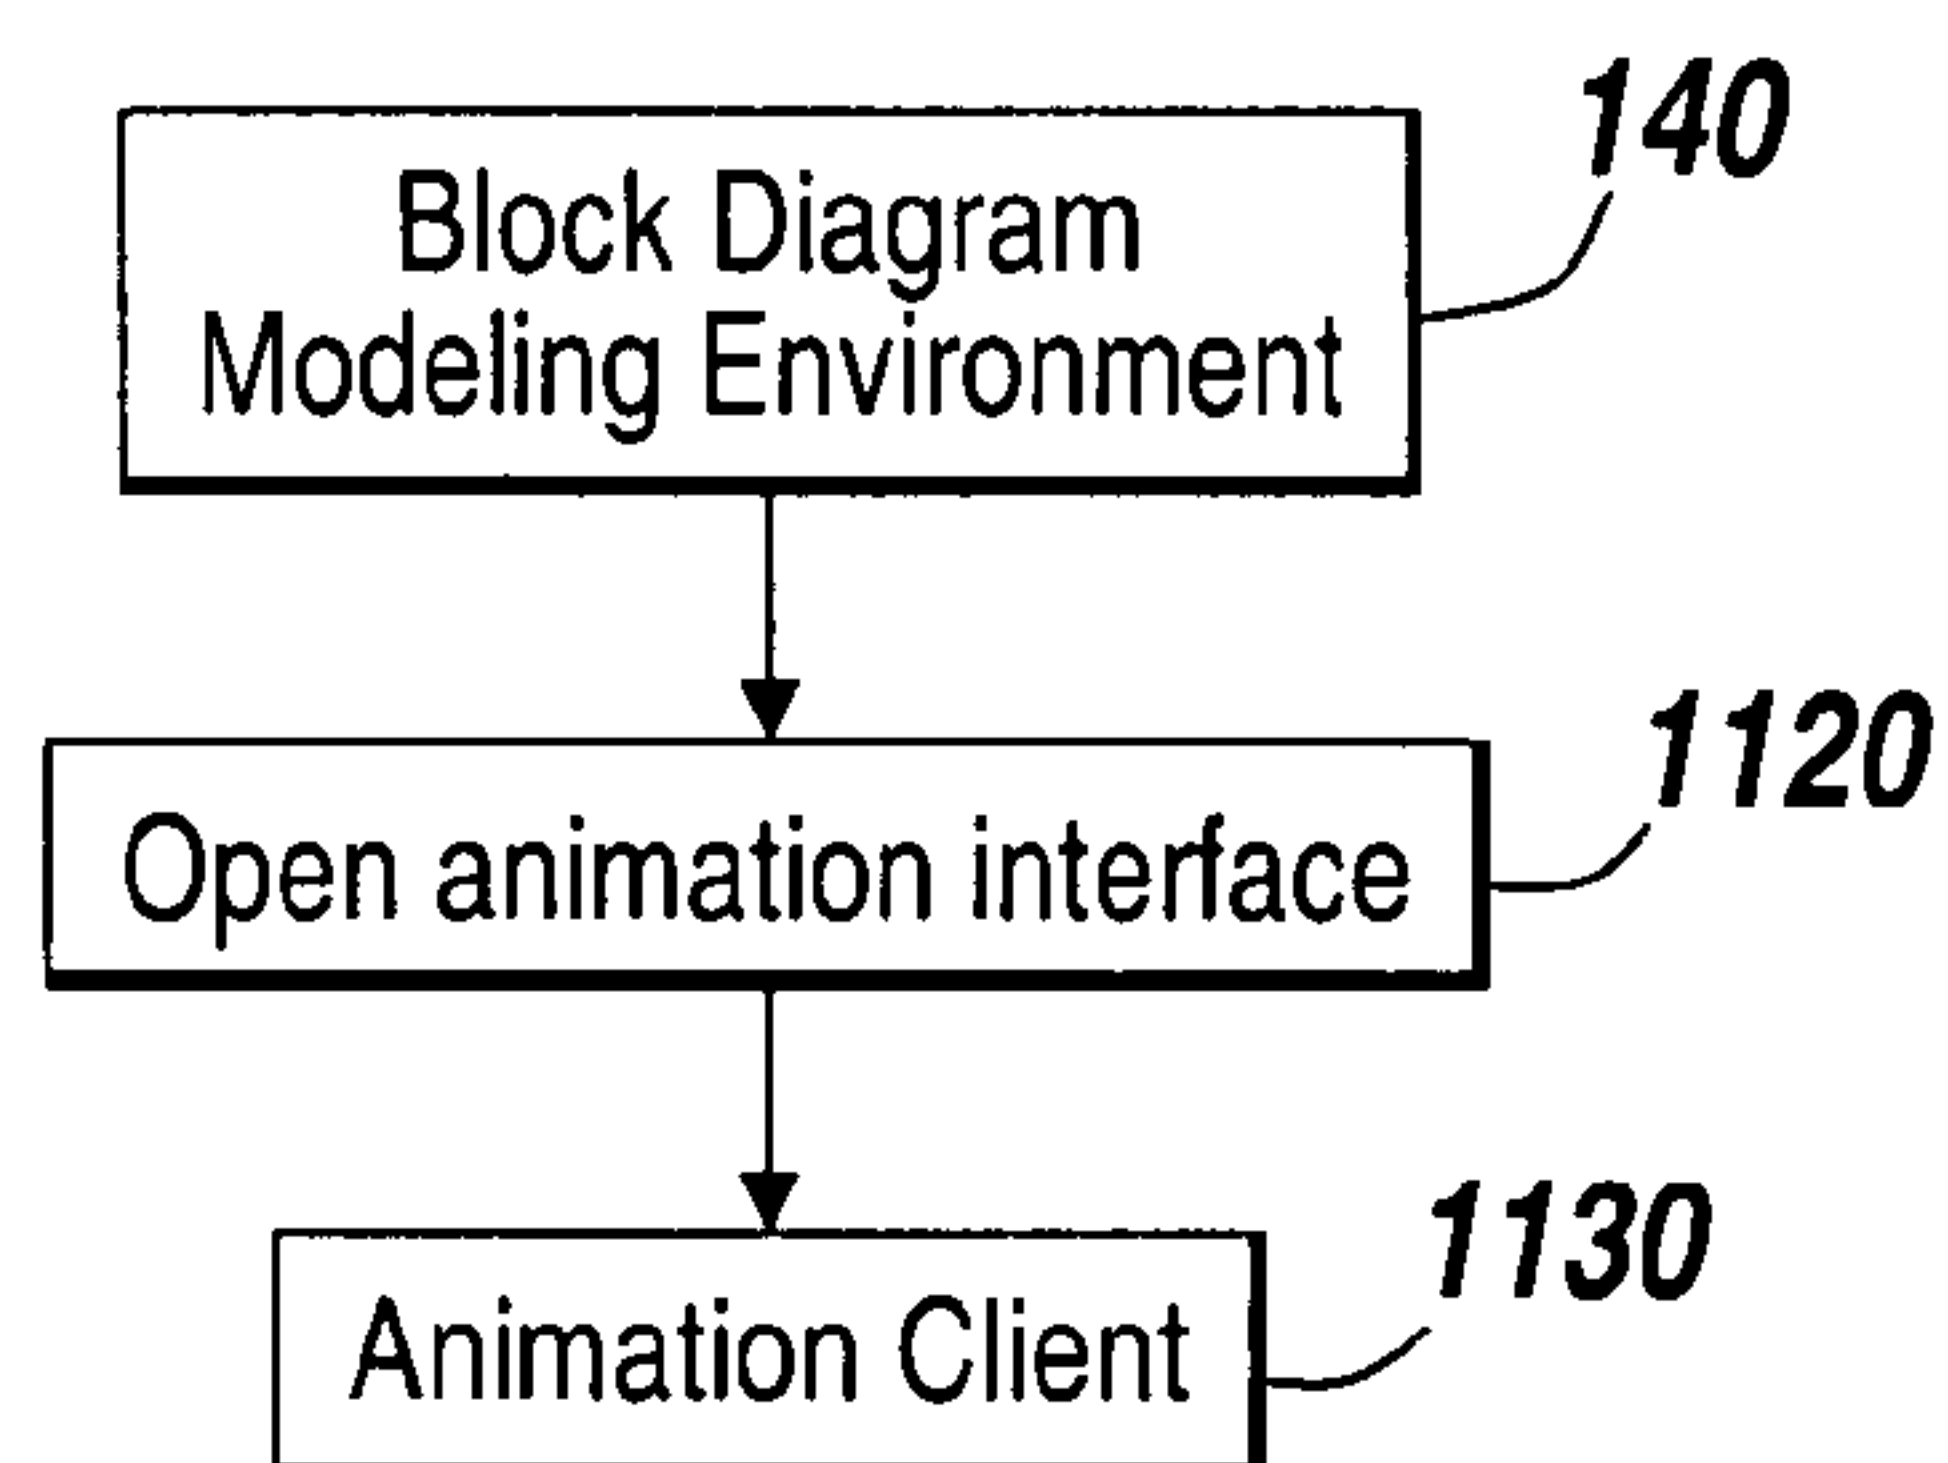 140
Block Diagram
Modeling Environment
1120
Open animation interface
1130
Animation Client